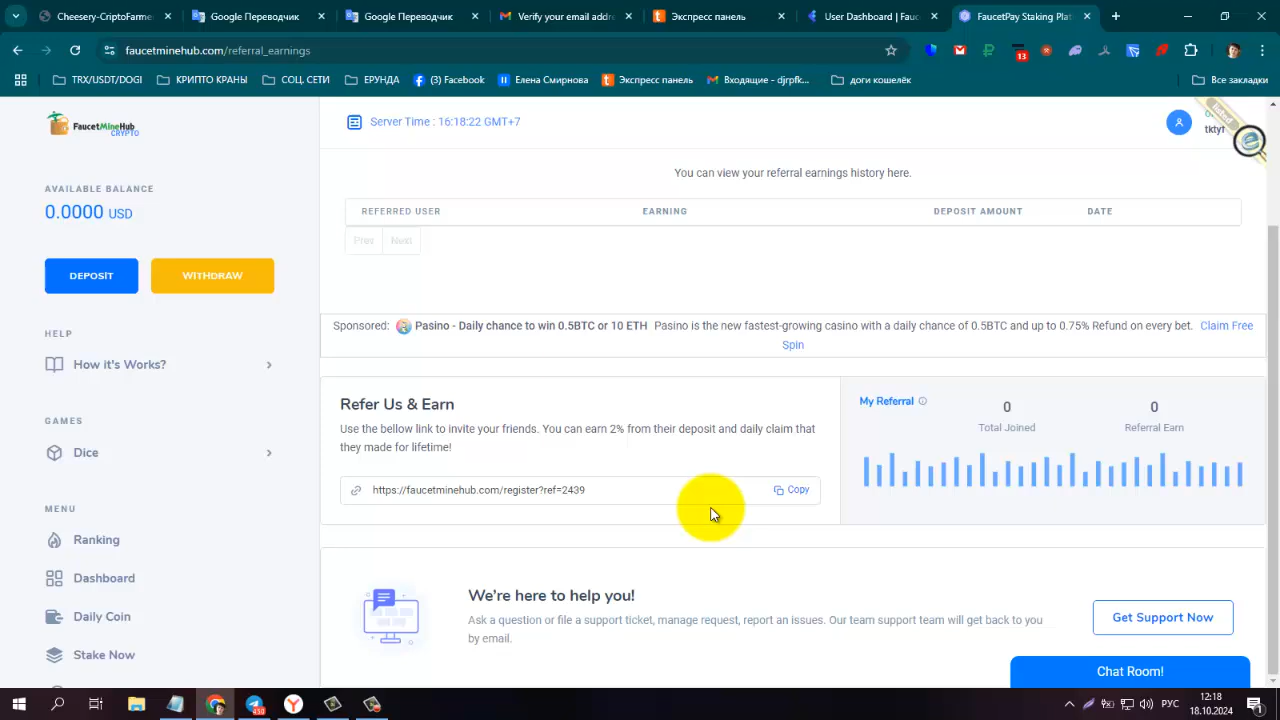 Cheesery-CriptoFarmer
Google Переводчик
Google Переводчик
Verify your email addr
Экспресс панель
User Dashboard | Fauc
FaucetPay Staking Plat
faucetminehub.com/referral_earnings
13
TRX/USDT/DOGI
КРИПТО КРАНЫ
СОЦ. СЕТИ
ЕРУНДА
(3) Facebook
Елена Смирнова
Экспресс панель
Входящие - djrpfk...
доги кошелёк
Все закладки
FaucetMineHub
CRYPTO
Server Time : 16:18:22 GMT+7
tktyf
AVAILABLE BALANCE
0.0000 USD
DEPOSIT
WITHDRAW
HELP
How it's Works?
GAMES
Dice
MENU
Ranking
Dashboard
Daily Coin
Stake Now
You can view your referral earnings history here.
REFERRED USER EARNING DEPOSIT AMOUNT DATE
Prev Next
Sponsored: Pasino - Daily chance to win 0.5BTC or 10 ETH Pasino is the new fastest-growing casino with a daily chance of 0.5BTC and up to 0.75% Refund on every bet. Claim Free
Spin
Refer Us & Earn
Use the bellow link to invite your friends. You can earn 2% from their deposit and daily claim that
they made for lifetime!
https://faucetminehub.com/register?ref=2439
Copy
My Referral
0
Total Joined
0
Referral Earn
We're here to help you!
Ask a question or file a support ticket, manage request, report an issues. Our team support team will get back to you
by email.
Get Support Now
Chat Room!
РУС
12:18
18.10.2024